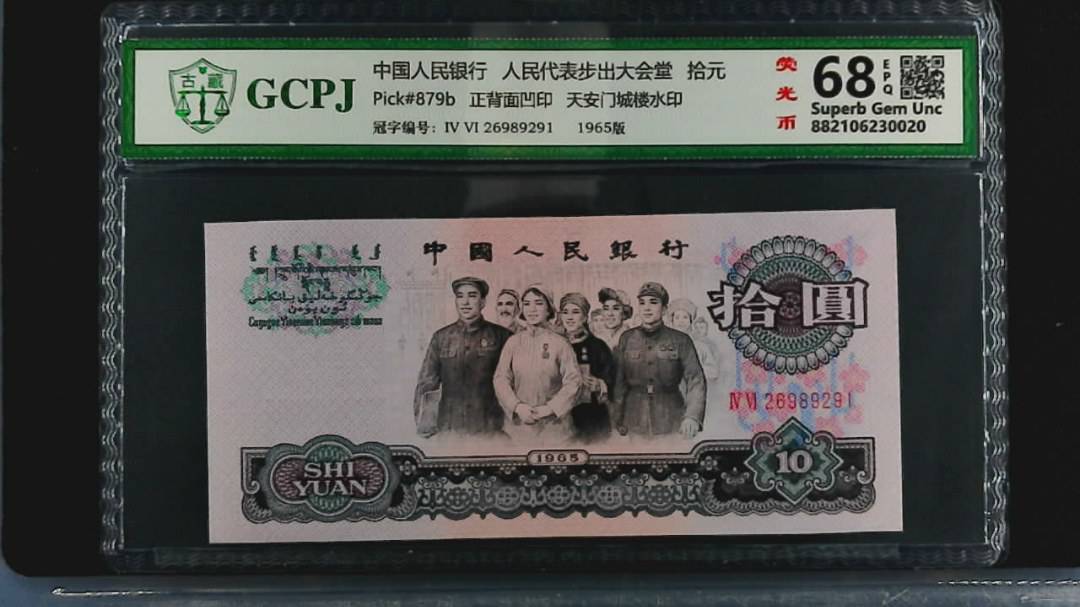 古 藏
GCPJ
中国人民银行 人民代表步出大会堂 拾元
Pick#879b 正背面凹印 天安门城楼水印
冠字编号: IV VI 26989291 1965版
荧光币
68
EPQ
Superb Gem Unc
882106230020
中國人民銀行
拾圓
IV VI 26989291
1965
SHI
YUAN
10